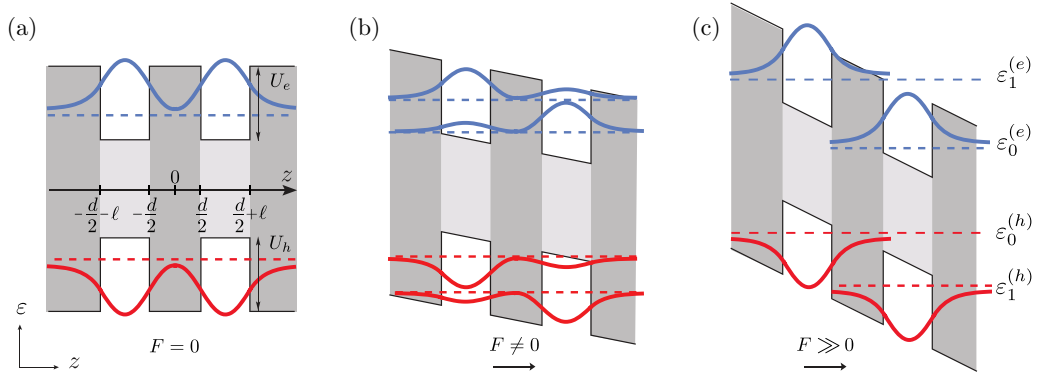 (a)
(b)
(c)
U_e
ε_1^{(e)}
ε_0^{(e)}
0
z
-d/2-ℓ
-d/2
d/2
d/2+ℓ
U_h
ε_0^{(h)}
ε_1^{(h)}
ε
z
F = 0
F ≠ 0
F ≫ 0